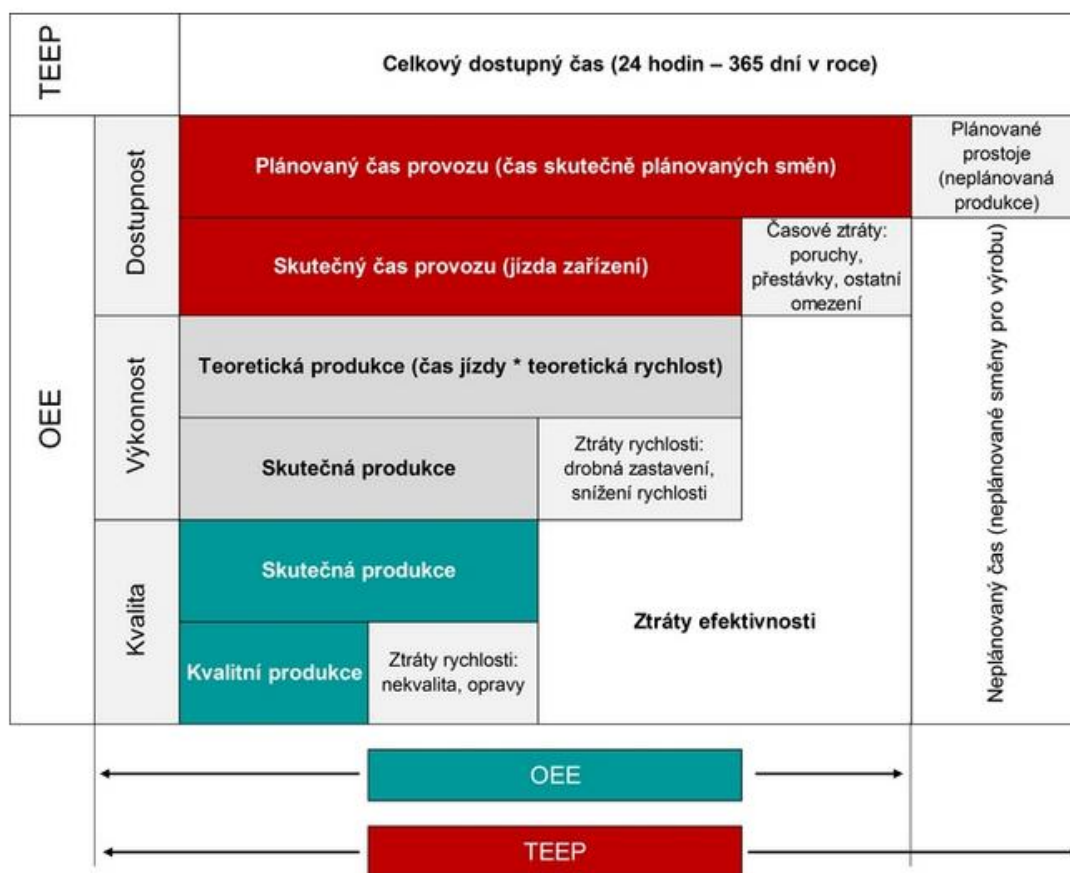 TEEP
Celkový dostupný čas (24 hodin – 365 dní v roce)
OEE
Dostupnost
Plánovaný čas provozu (čas skutečně plánovaných směn)
Plánované
prostoje
(neplánovaná
produkce)
Skutečný čas provozu (jízda zařízení)
Časové ztráty:
poruchy,
přestávky, ostatní
omezení
Neplánovaný čas (neplánované směny pro výrobu)
Výkonnost
Teoretická produkce (čas jízdy * teoretická rychlost)
Skutečná produkce
Ztráty rychlosti:
drobná zastavení,
snížení rychlosti
Kvalita
Skutečná produkce
Ztráty efektivnosti
Kvalitní produkce
Ztráty rychlosti:
nekvalita, opravy
OEE
TEEP